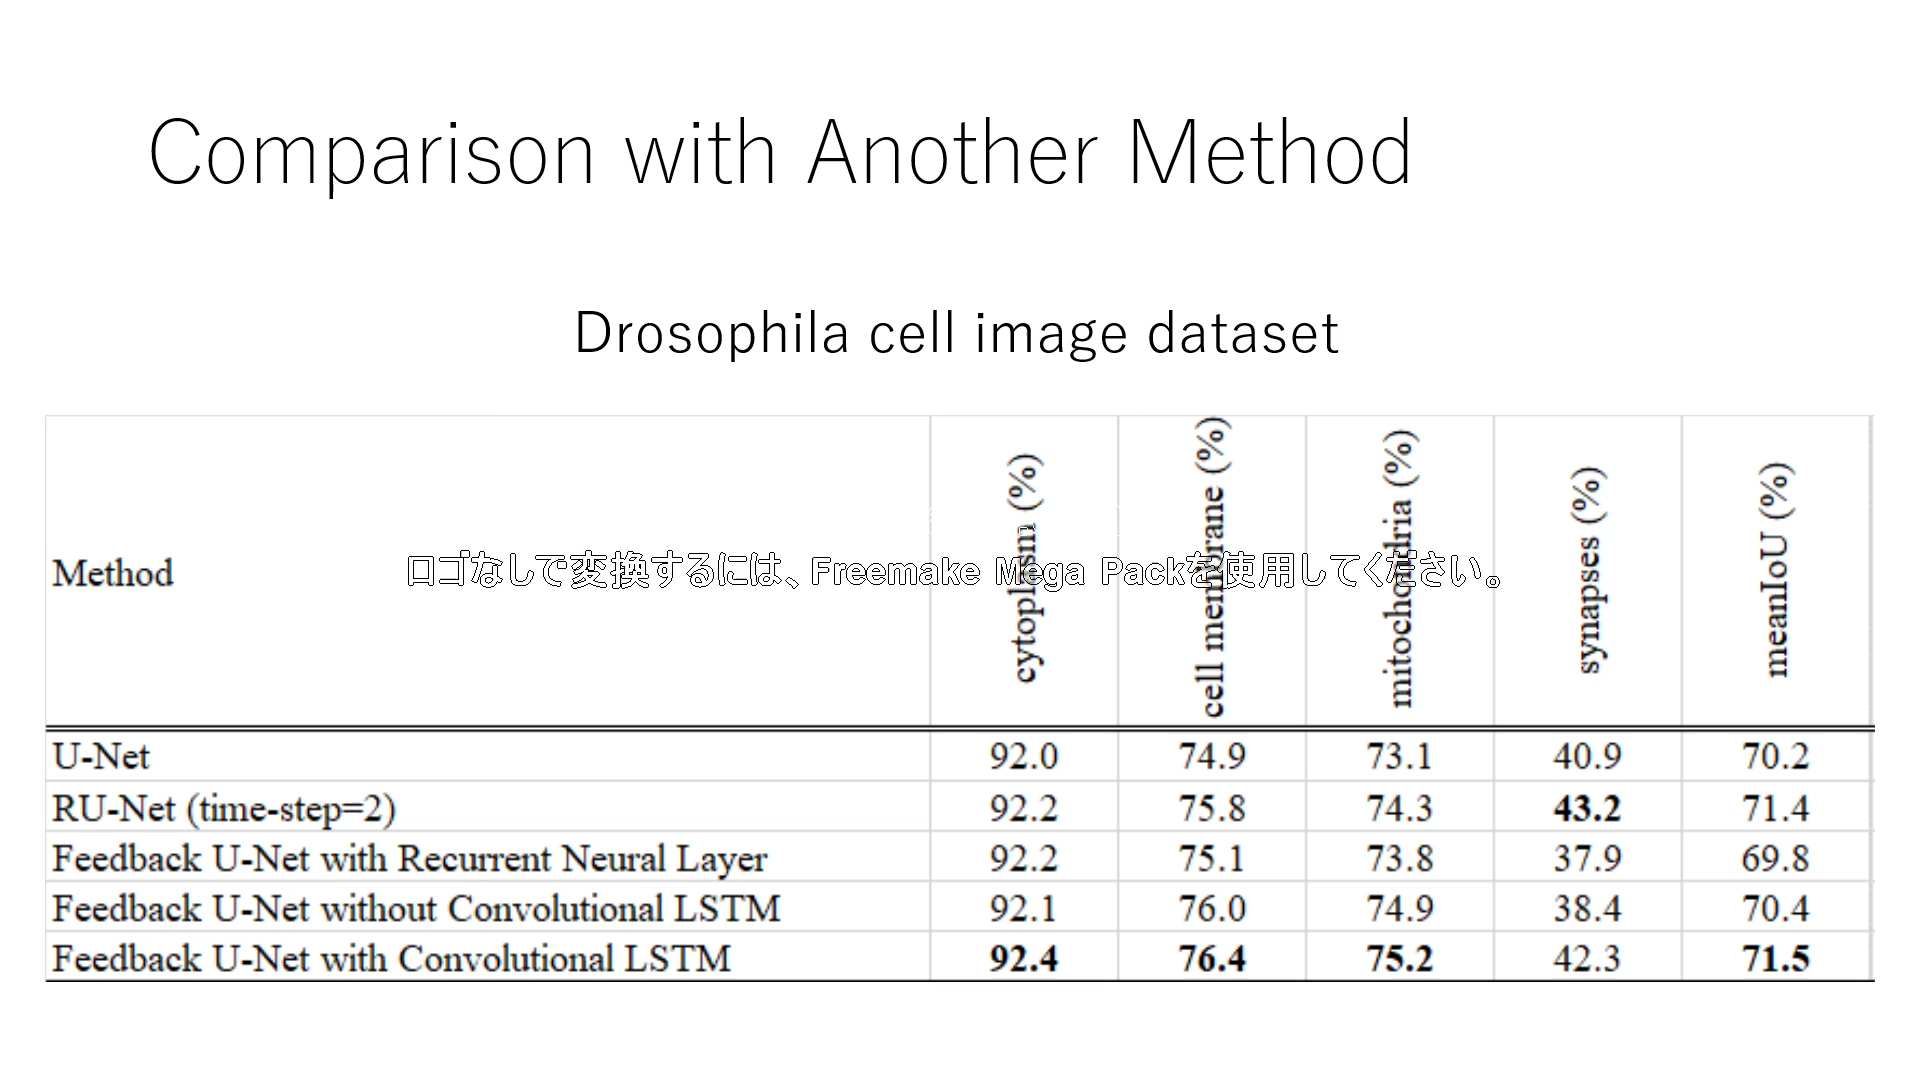 Comparison with Another Method
Drosophila cell image dataset
Method cytoplasm (%) cell membrane (%) mitochondria (%) synapses (%) meanIoU (%)
ロゴなしで変換するには、Freemake Mega Packを使用してください。
U-Net 92.0 74.9 73.1 40.9 70.2
RU-Net (time-step=2) 92.2 75.8 74.3 43.2 71.4
Feedback U-Net with Recurrent Neural Layer 92.2 75.1 73.8 37.9 69.8
Feedback U-Net without Convolutional LSTM 92.1 76.0 74.9 38.4 70.4
Feedback U-Net with Convolutional LSTM 92.4 76.4 75.2 42.3 71.5